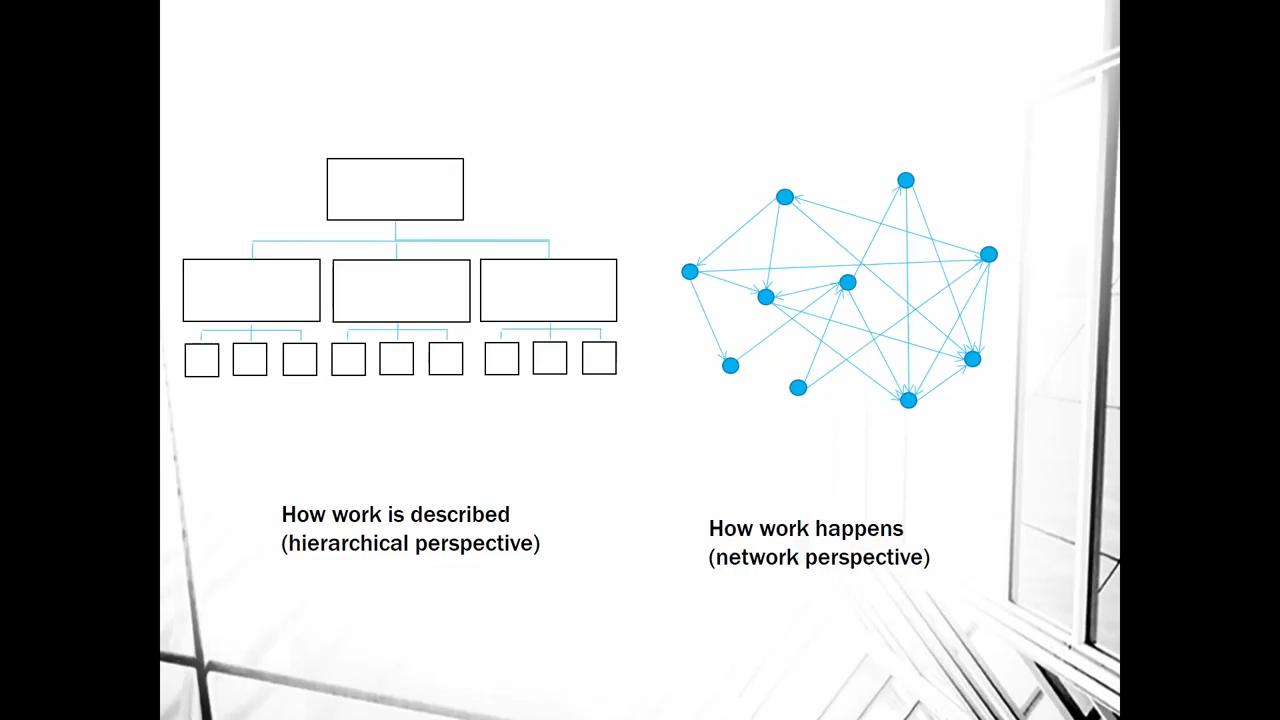 How work is described
(hierarchical perspective)
How work happens
(network perspective)